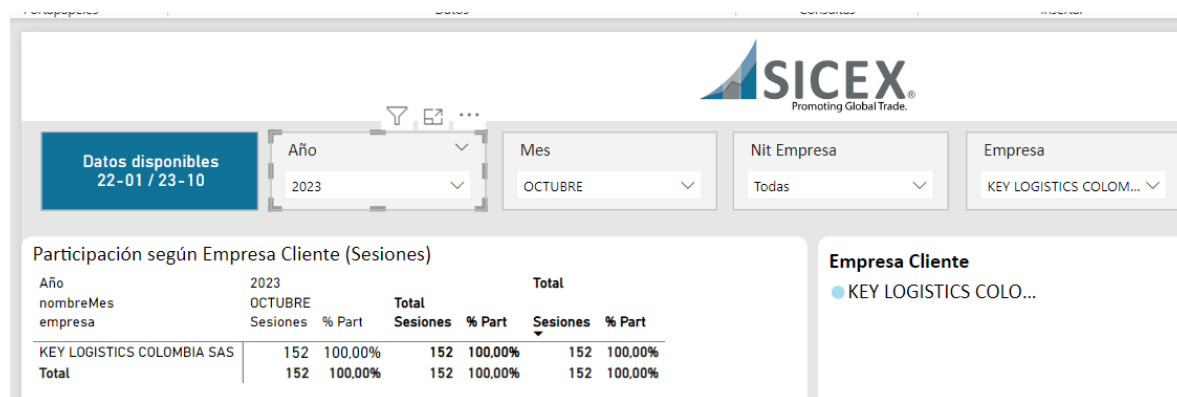 SICEX®
Promoting Global Trade.
Datos disponibles
22-01 / 23-10
Año
2023
Mes
OCTUBRE
Nit Empresa
Todas
Empresa
KEY LOGISTICS COLOM...
Participación según Empresa Cliente (Sesiones)
Año 2023 Total
nombreMes OCTUBRE Total
empresa Sesiones % Part Sesiones % Part Sesiones % Part
KEY LOGISTICS COLOMBIA SAS 152 100,00% 152 100,00% 152 100,00%
Total 152 100,00% 152 100,00% 152 100,00%
Empresa Cliente
KEY LOGISTICS COLO...